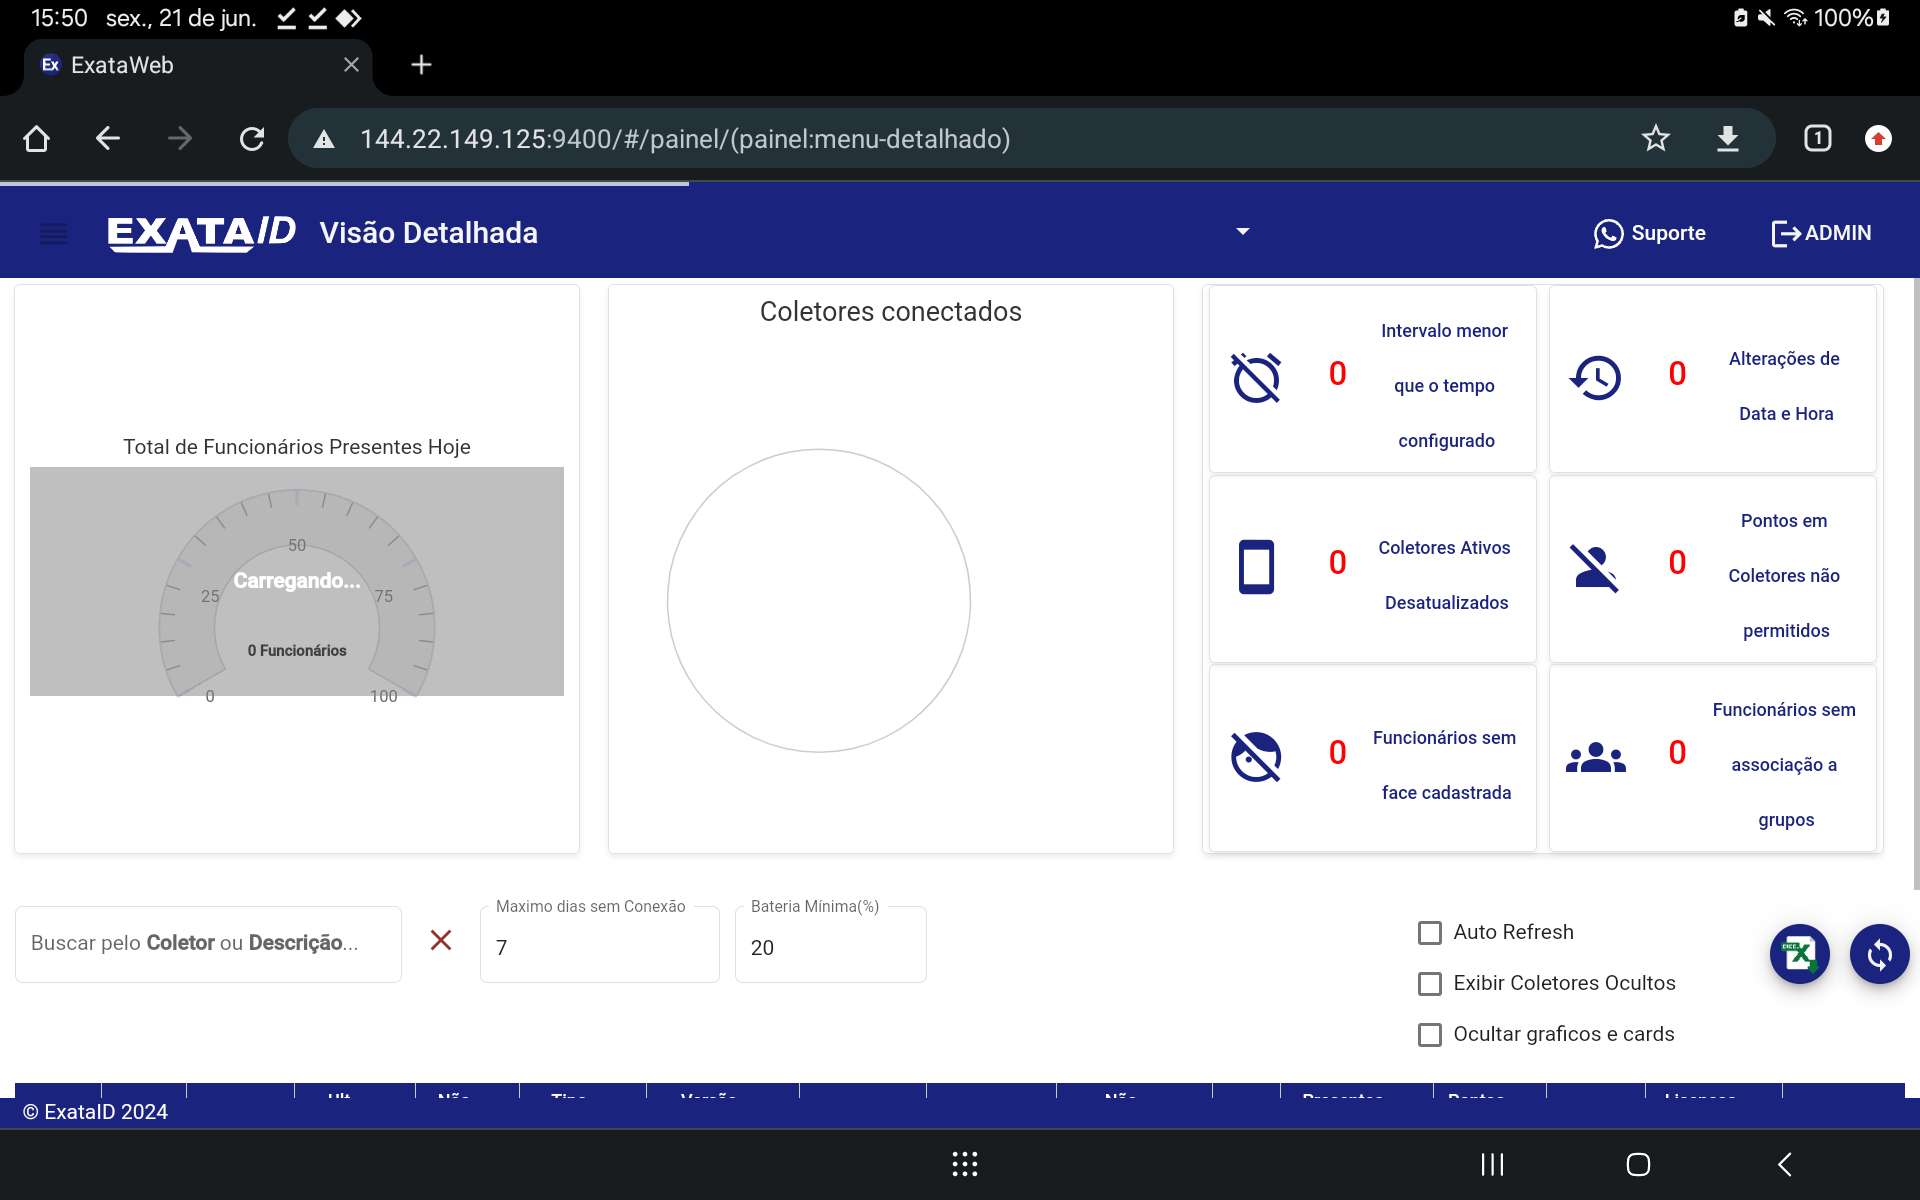 15:50 sex., 21 de jun.
100%
Ex ExataWeb
144.22.149.125:9400/#/painel/(painel:menu-detalhado)
1
EXATAID Visão Detalhada
Suporte
ADMIN
Total de Funcionários Presentes Hoje
50
Carregando...
25
75
0 Funcionários
0
100
Coletores conectados
0
Intervalo menor
que o tempo
configurado
0
Alterações de
Data e Hora
0
Coletores Ativos
Desatualizados
0
Pontos em
Coletores não
permitidos
0
Funcionários sem
face cadastrada
0
Funcionários sem
associação a
grupos
Buscar pelo Coletor ou Descrição...
Maximo dias sem Conexão
7
Bateria Mínima(%)
20
Auto Refresh
Exibir Coletores Ocultos
Ocultar graficos e cards
© ExataID 2024